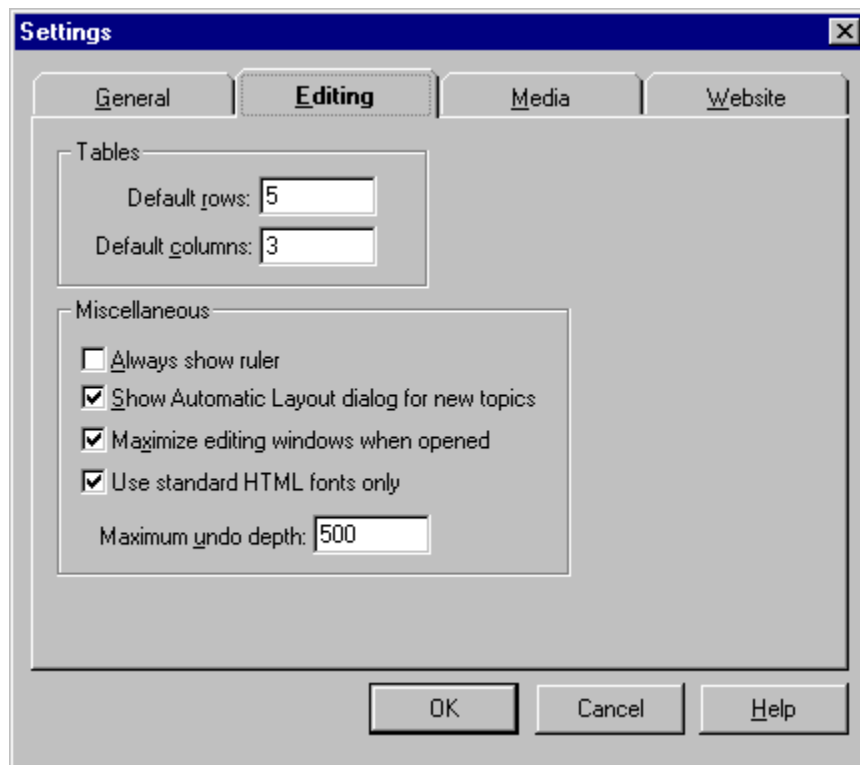 Settings
General Editing Media Website
Tables
Default rows: 5
Default columns: 3
Miscellaneous
Always show ruler
Show Automatic Layout dialog for new topics
Maximize editing windows when opened
Use standard HTML fonts only
Maximum undo depth: 500
OK Cancel Help